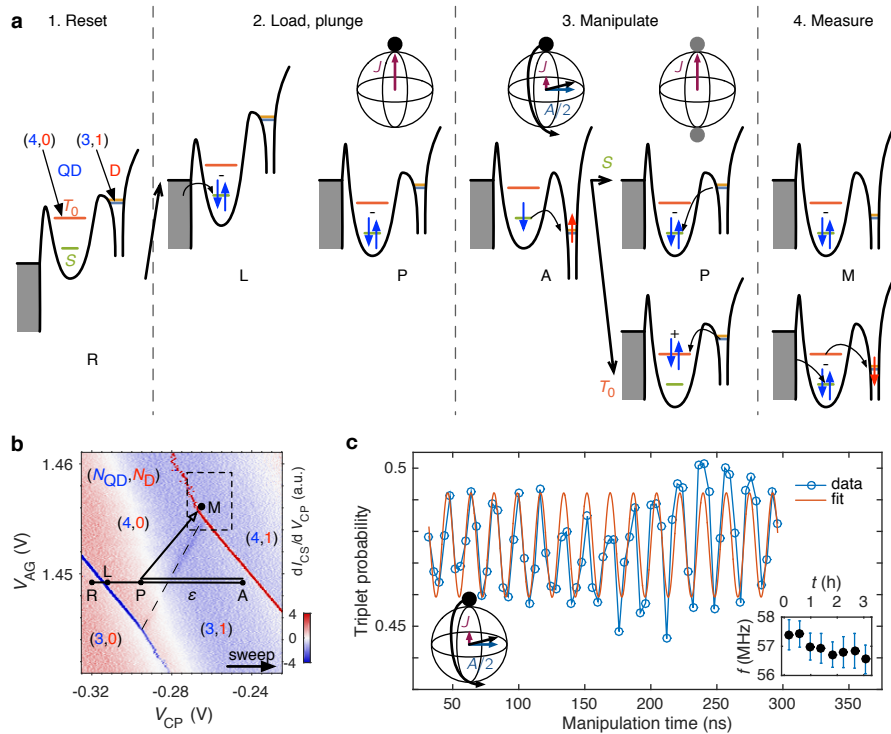 a
1. Reset
2. Load, plunge
3. Manipulate
4. Measure
J
J
A/2
J
(4,0)
(3,1)
QD
D
T0
S
-
-
S
-
-
L
P
A
P
M
R
+
T0
-
b
1.46
1.45
VAG (V)
(NQD,ND)
(4,0)
(4,1)
(3,0)
(3,1)
M
R
L
P
ε
A
sweep
-0.32
-0.28
-0.24
VCP (V)
4
0
-4
dICS/d VCP (a.u.)
c
0.5
0.45
Triplet probability
data
fit
J
A/2
t (h)
0
1
2
3
58
57
56
f (MHz)
50
100
150
200
250
300
350
Manipulation time (ns)